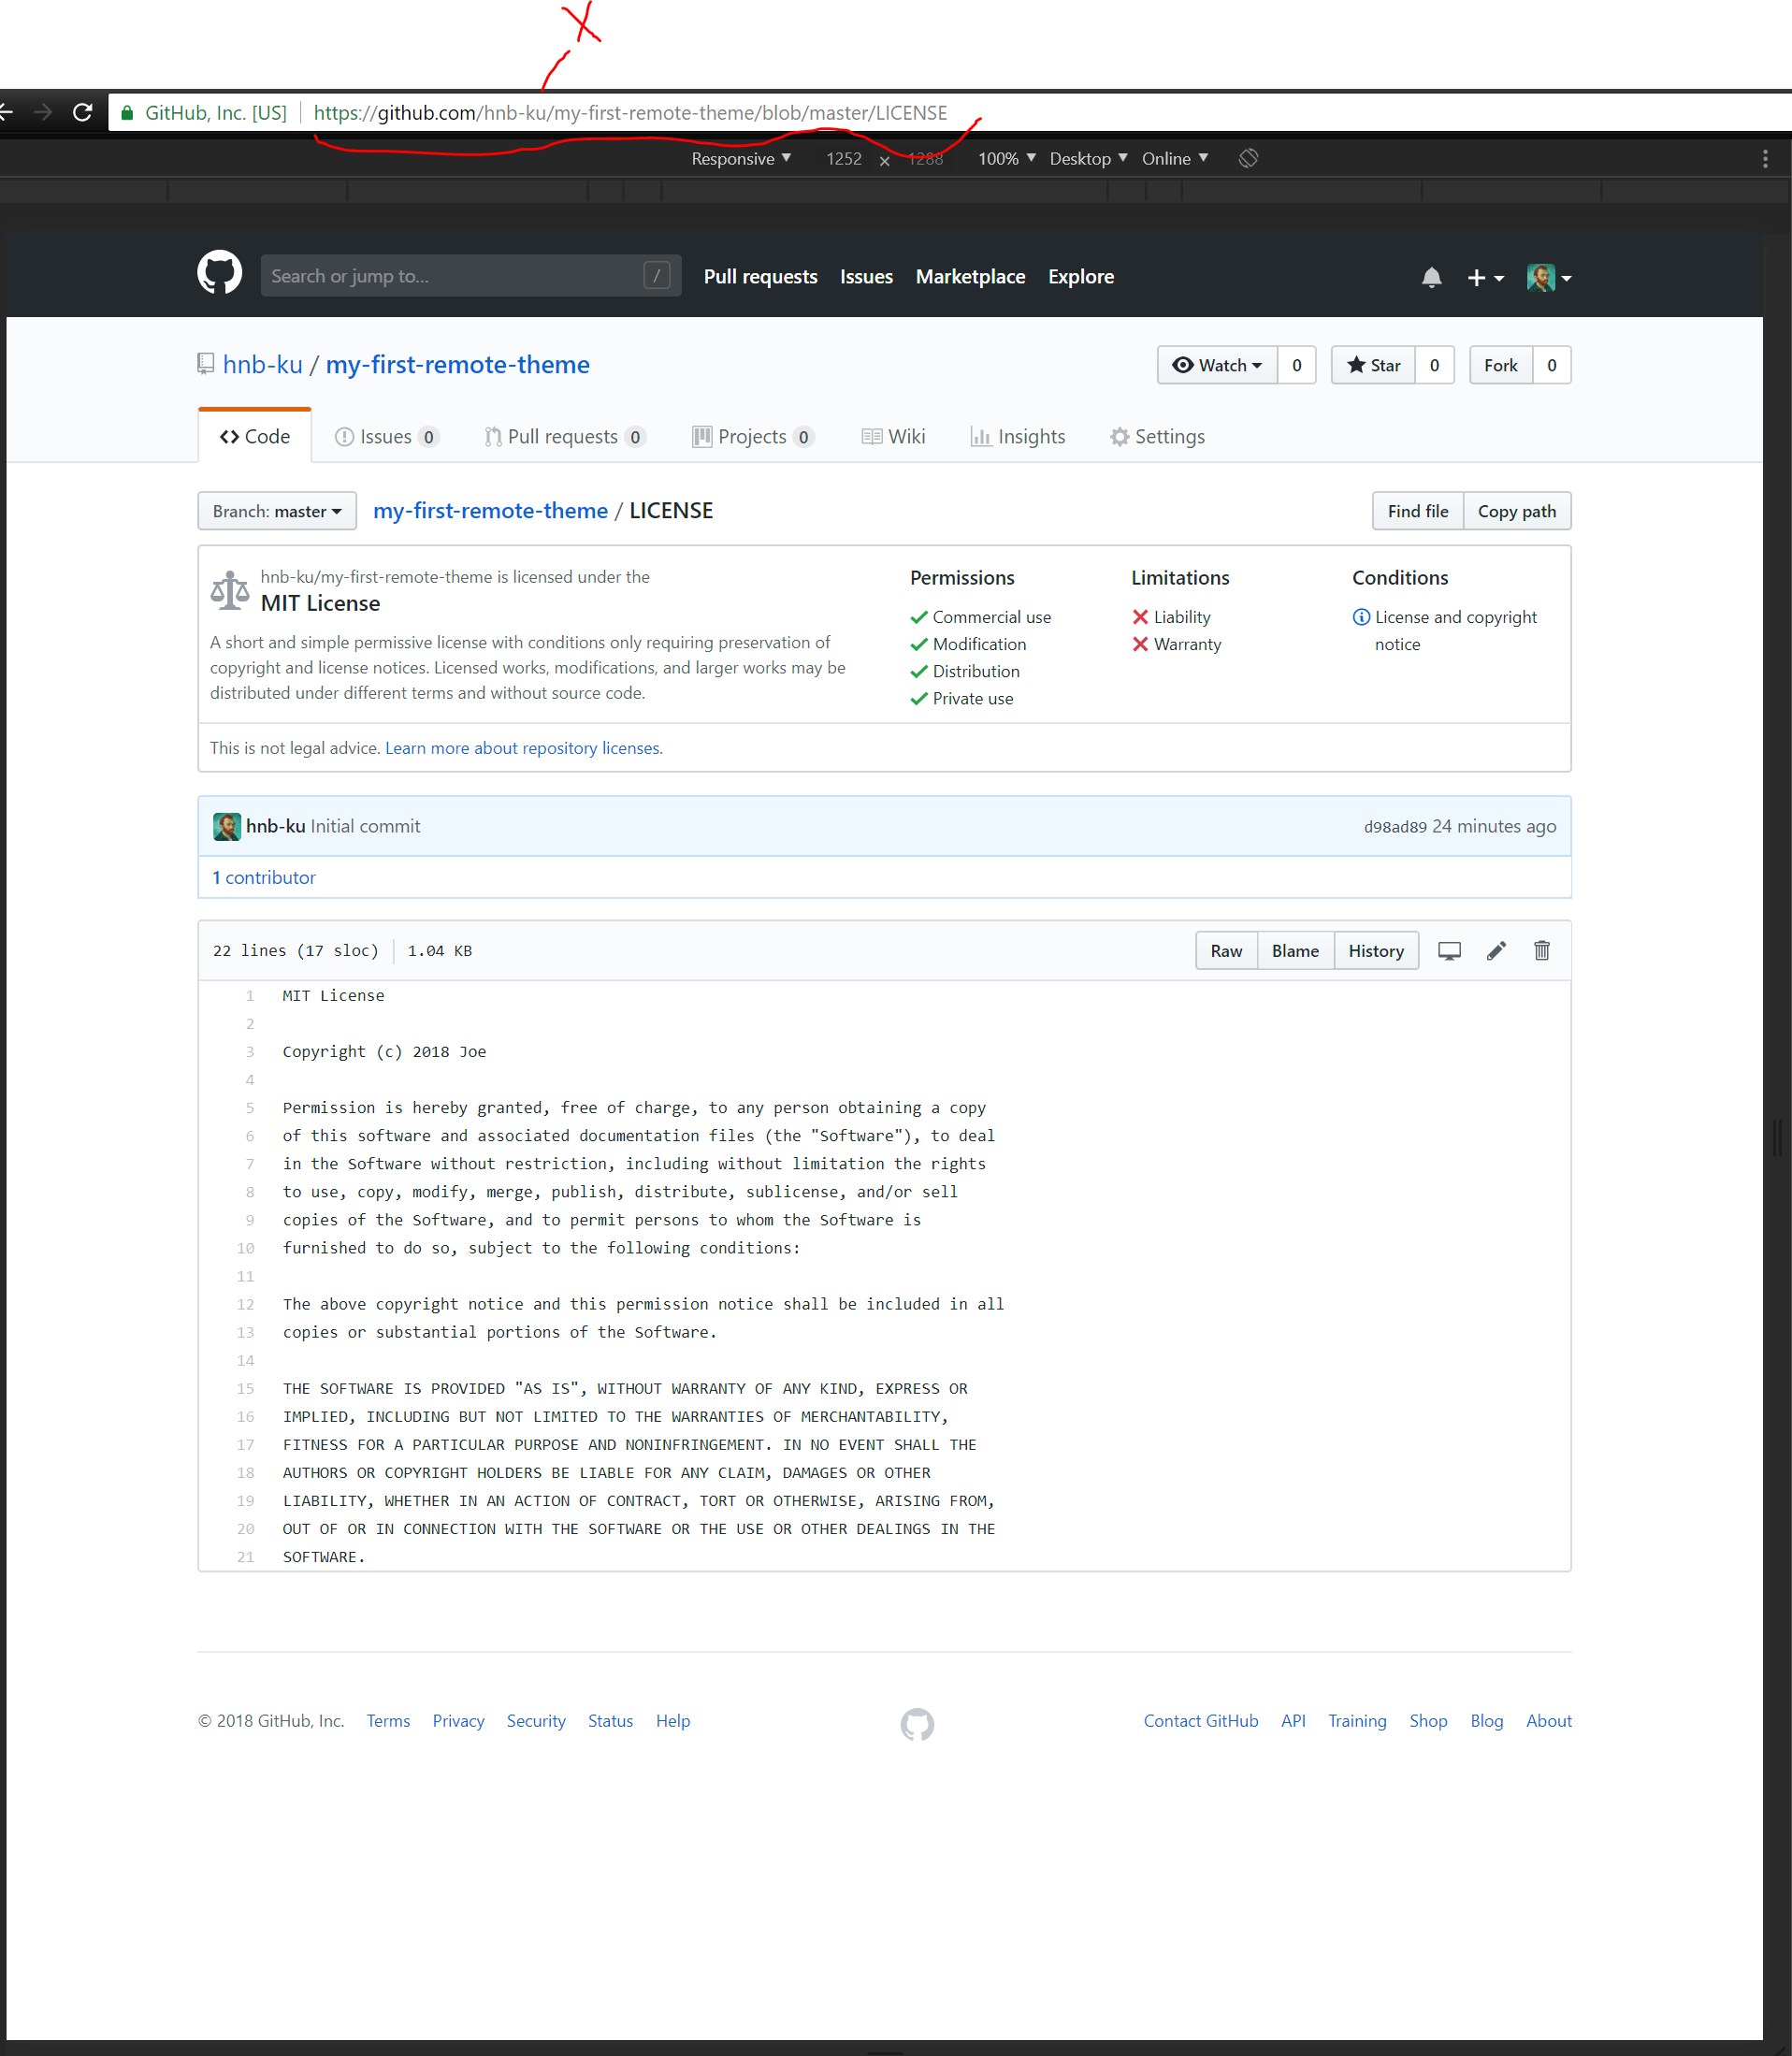 X
GitHub, Inc. [US] | https://github.com/hnb-ku/my-first-remote-theme/blob/master/LICENSE
Responsive ▼ 1252 × 1288 100% ▼ Desktop ▼ Online ▼
Search or jump to... / Pull requests Issues Marketplace Explore
hnb-ku / my-first-remote-theme Watch 0 Star 0 Fork 0
Code Issues 0 Pull requests 0 Projects 0 Wiki Insights Settings
Branch: master my-first-remote-theme / LICENSE Find file Copy path
hnb-ku/my-first-remote-theme is licensed under the
MIT License
A short and simple permissive license with conditions only requiring preservation of
copyright and license notices. Licensed works, modifications, and larger works may be
distributed under different terms and without source code.
Permissions
Commercial use
Modification
Distribution
Private use
Limitations
Liability
Warranty
Conditions
License and copyright
notice
This is not legal advice. Learn more about repository licenses.
hnb-ku Initial commit d98ad89 24 minutes ago
1 contributor
22 lines (17 sloc) 1.04 KB Raw Blame History
1 MIT License
2
3 Copyright (c) 2018 Joe
4
5 Permission is hereby granted, free of charge, to any person obtaining a copy
6 of this software and associated documentation files (the "Software"), to deal
7 in the Software without restriction, including without limitation the rights
8 to use, copy, modify, merge, publish, distribute, sublicense, and/or sell
9 copies of the Software, and to permit persons to whom the Software is
10 furnished to do so, subject to the following conditions:
11
12 The above copyright notice and this permission notice shall be included in all
13 copies or substantial portions of the Software.
14
15 THE SOFTWARE IS PROVIDED "AS IS", WITHOUT WARRANTY OF ANY KIND, EXPRESS OR
16 IMPLIED, INCLUDING BUT NOT LIMITED TO THE WARRANTIES OF MERCHANTABILITY,
17 FITNESS FOR A PARTICULAR PURPOSE AND NONINFRINGEMENT. IN NO EVENT SHALL THE
18 AUTHORS OR COPYRIGHT HOLDERS BE LIABLE FOR ANY CLAIM, DAMAGES OR OTHER
19 LIABILITY, WHETHER IN AN ACTION OF CONTRACT, TORT OR OTHERWISE, ARISING FROM,
20 OUT OF OR IN CONNECTION WITH THE SOFTWARE OR THE USE OR OTHER DEALINGS IN THE
21 SOFTWARE.
© 2018 GitHub, Inc. Terms Privacy Security Status Help Contact GitHub API Training Shop Blog About